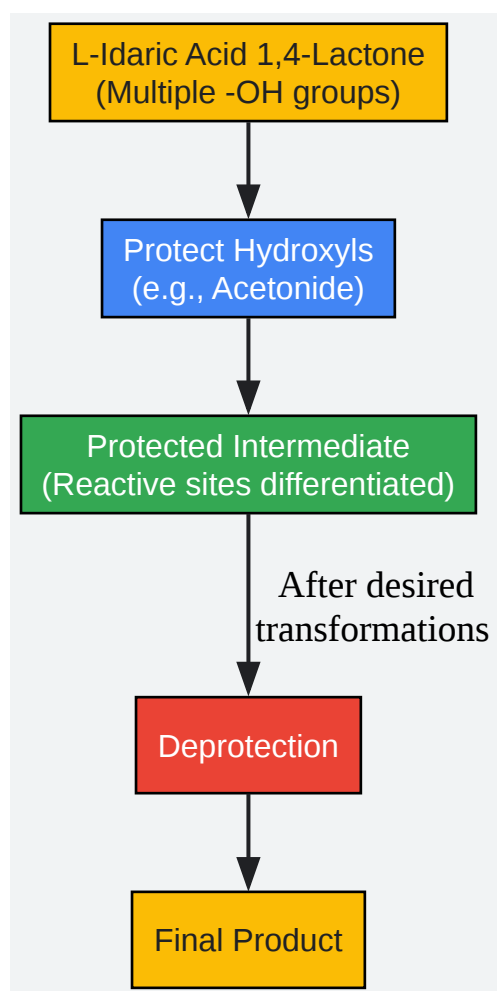 L-Idaric Acid 1,4-Lactone
(Multiple -OH groups)
Protect Hydroxyls
(e.g., Acetonide)
Protected Intermediate
(Reactive sites differentiated)
After desired
transformations
Deprotection
Final Product